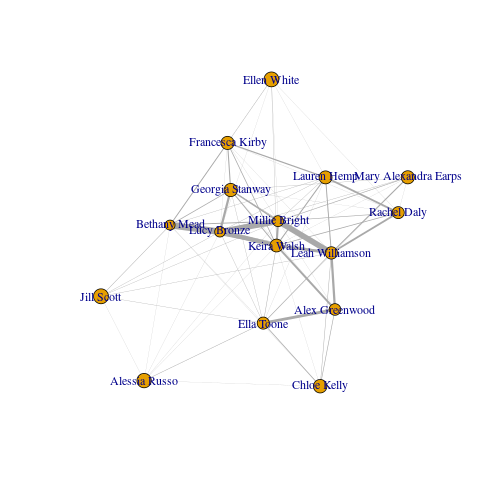 Ellen White
Francesca Kirby
Lauren Hemp
Mary Alexandra Earps
Georgia Stanway
Rachel Daly
Millie Bright
Bethany Mead
Lucy Bronze
Keira Walsh
Leah Williamson
Jill Scott
Alex Greenwood
Ella Toone
Alessia Russo
Chloe Kelly